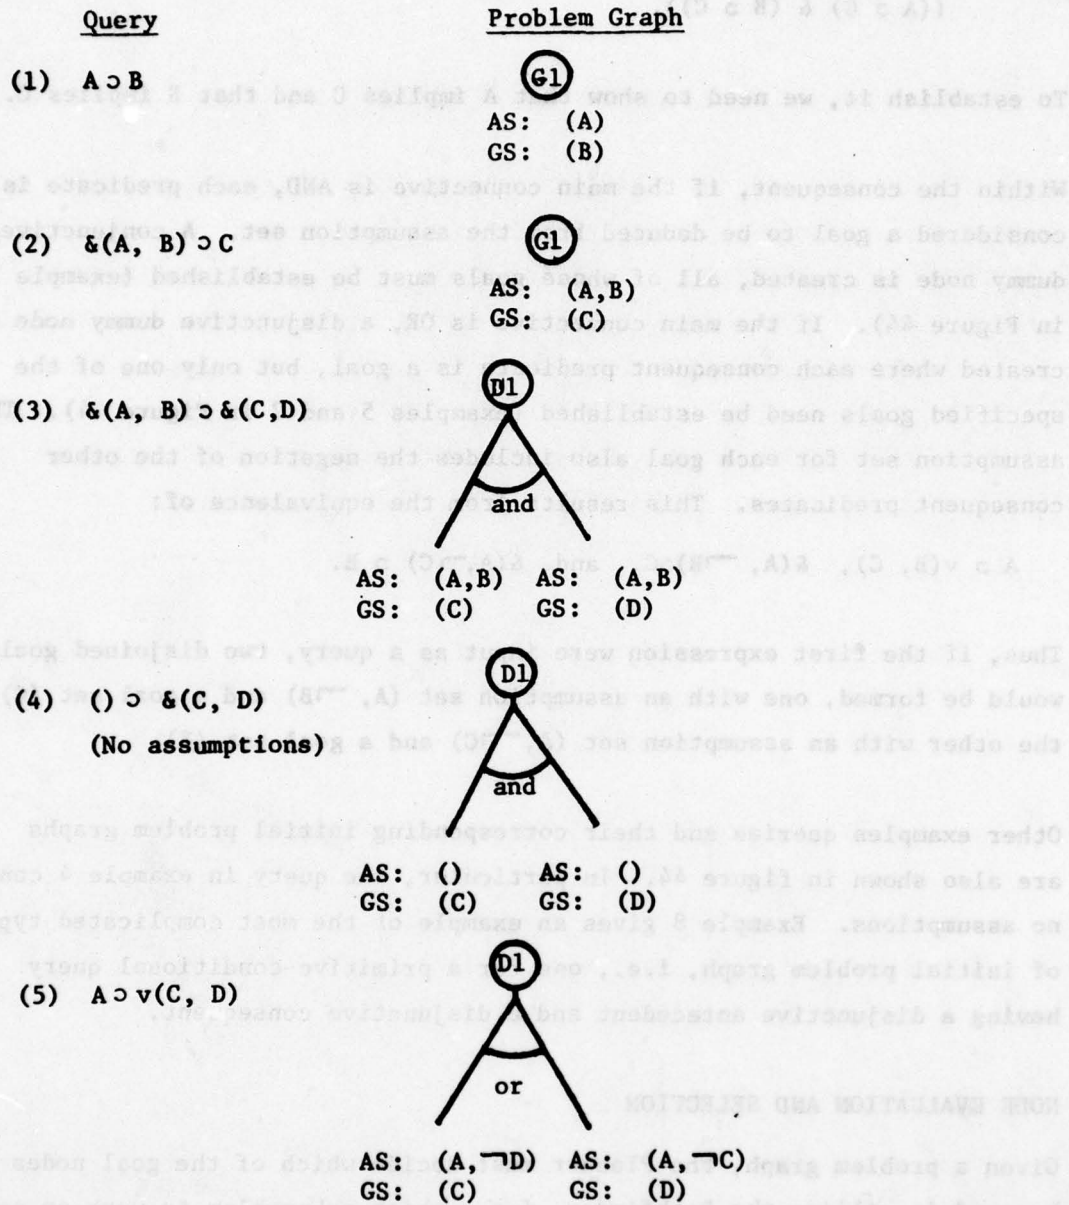 Query Problem Graph
(1) A ⊃ B G1
AS: (A)
GS: (B)
(2) &(A, B) ⊃ C G1
AS: (A,B)
GS: (C)
(3) &(A, B) ⊃ &(C,D) D1
and
AS: (A,B) AS: (A,B)
GS: (C) GS: (D)
(4) () ⊃ &(C, D) D1
(No assumptions)
and
AS: () AS: ()
GS: (C) GS: (D)
(5) A ⊃ v(C, D) D1
or
AS: (A,¬D) AS: (A,¬C)
GS: (C) GS: (D)